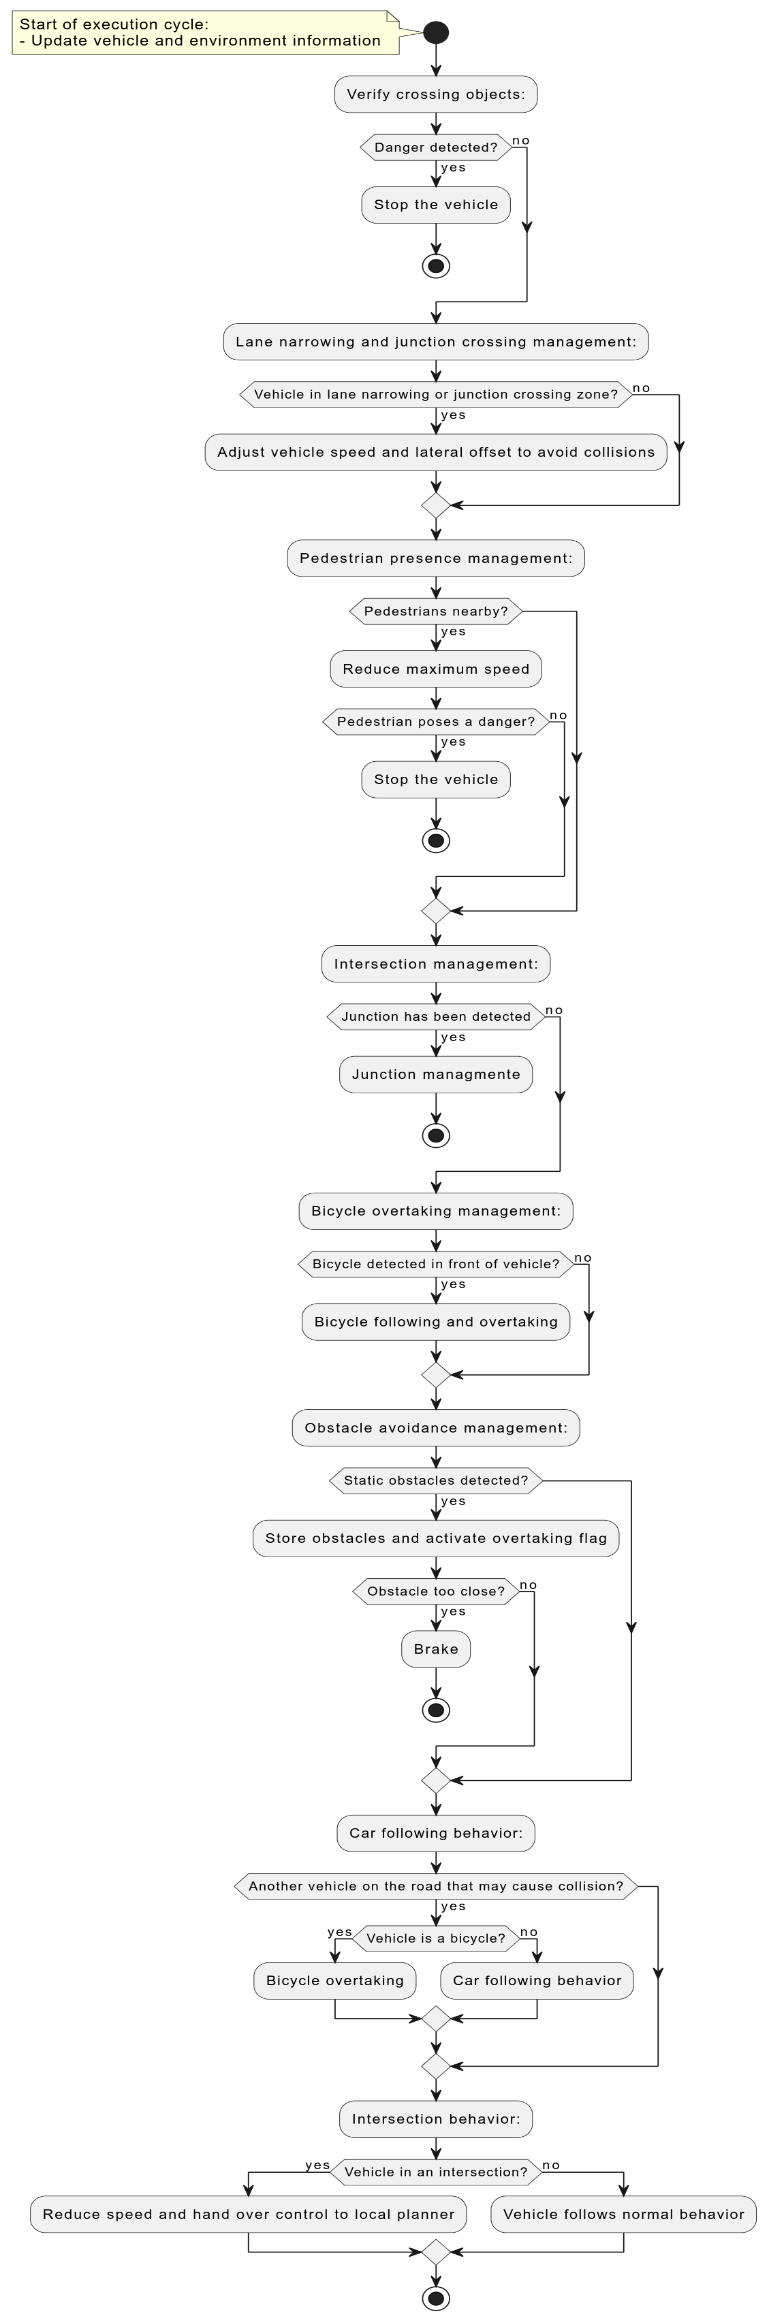 Start of execution cycle:
- Update vehicle and environment information
Verify crossing objects:
Danger detected?
no
yes
Stop the vehicle
Lane narrowing and junction crossing management:
Vehicle in lane narrowing or junction crossing zone?
no
yes
Adjust vehicle speed and lateral offset to avoid collisions
Pedestrian presence management:
Pedestrians nearby?
yes
Reduce maximum speed
Pedestrian poses a danger?
no
yes
Stop the vehicle
Intersection management:
Junction has been detected
no
yes
Junction managmente
Bicycle overtaking management:
Bicycle detected in front of vehicle?
no
yes
Bicycle following and overtaking
Obstacle avoidance management:
Static obstacles detected?
yes
Store obstacles and activate overtaking flag
Obstacle too close?
no
yes
Brake
Car following behavior:
Another vehicle on the road that may cause collision?
yes
yes
Vehicle is a bicycle?
no
Bicycle overtaking
Car following behavior
Intersection behavior:
yes
Vehicle in an intersection?
no
Reduce speed and hand over control to local planner
Vehicle follows normal behavior